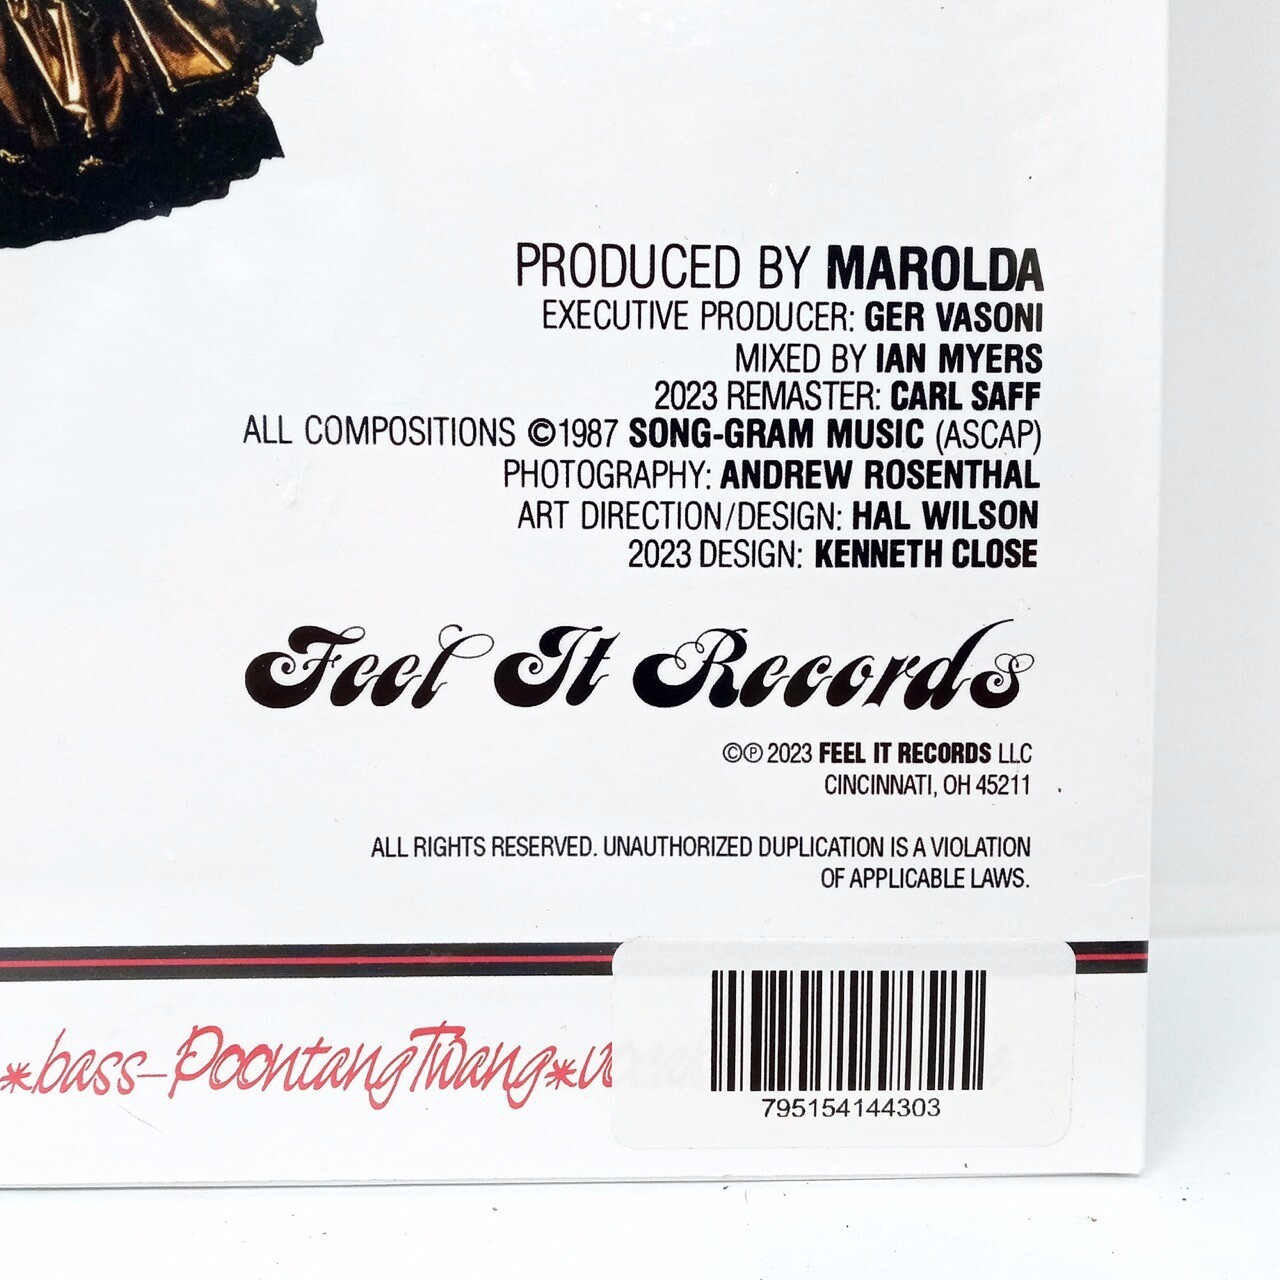 PRODUCED BY MAROLDA
EXECUTIVE PRODUCER: GER VASONI
MIXED BY IAN MYERS
2023 REMASTER: CARL SAFF
ALL COMPOSITIONS ©1987 SONG-GRAM MUSIC (ASCAP)
PHOTOGRAPHY: ANDREW ROSENTHAL
ART DIRECTION/DESIGN: HAL WILSON
2023 DESIGN: KENNETH CLOSE
Feel It Records
©℗ 2023 FEEL IT RECORDS LLC
CINCINNATI, OH 45211
ALL RIGHTS RESERVED. UNAUTHORIZED DUPLICATION IS A VIOLATION
OF APPLICABLE LAWS.
*bass–PoontangTwang*
795154144303